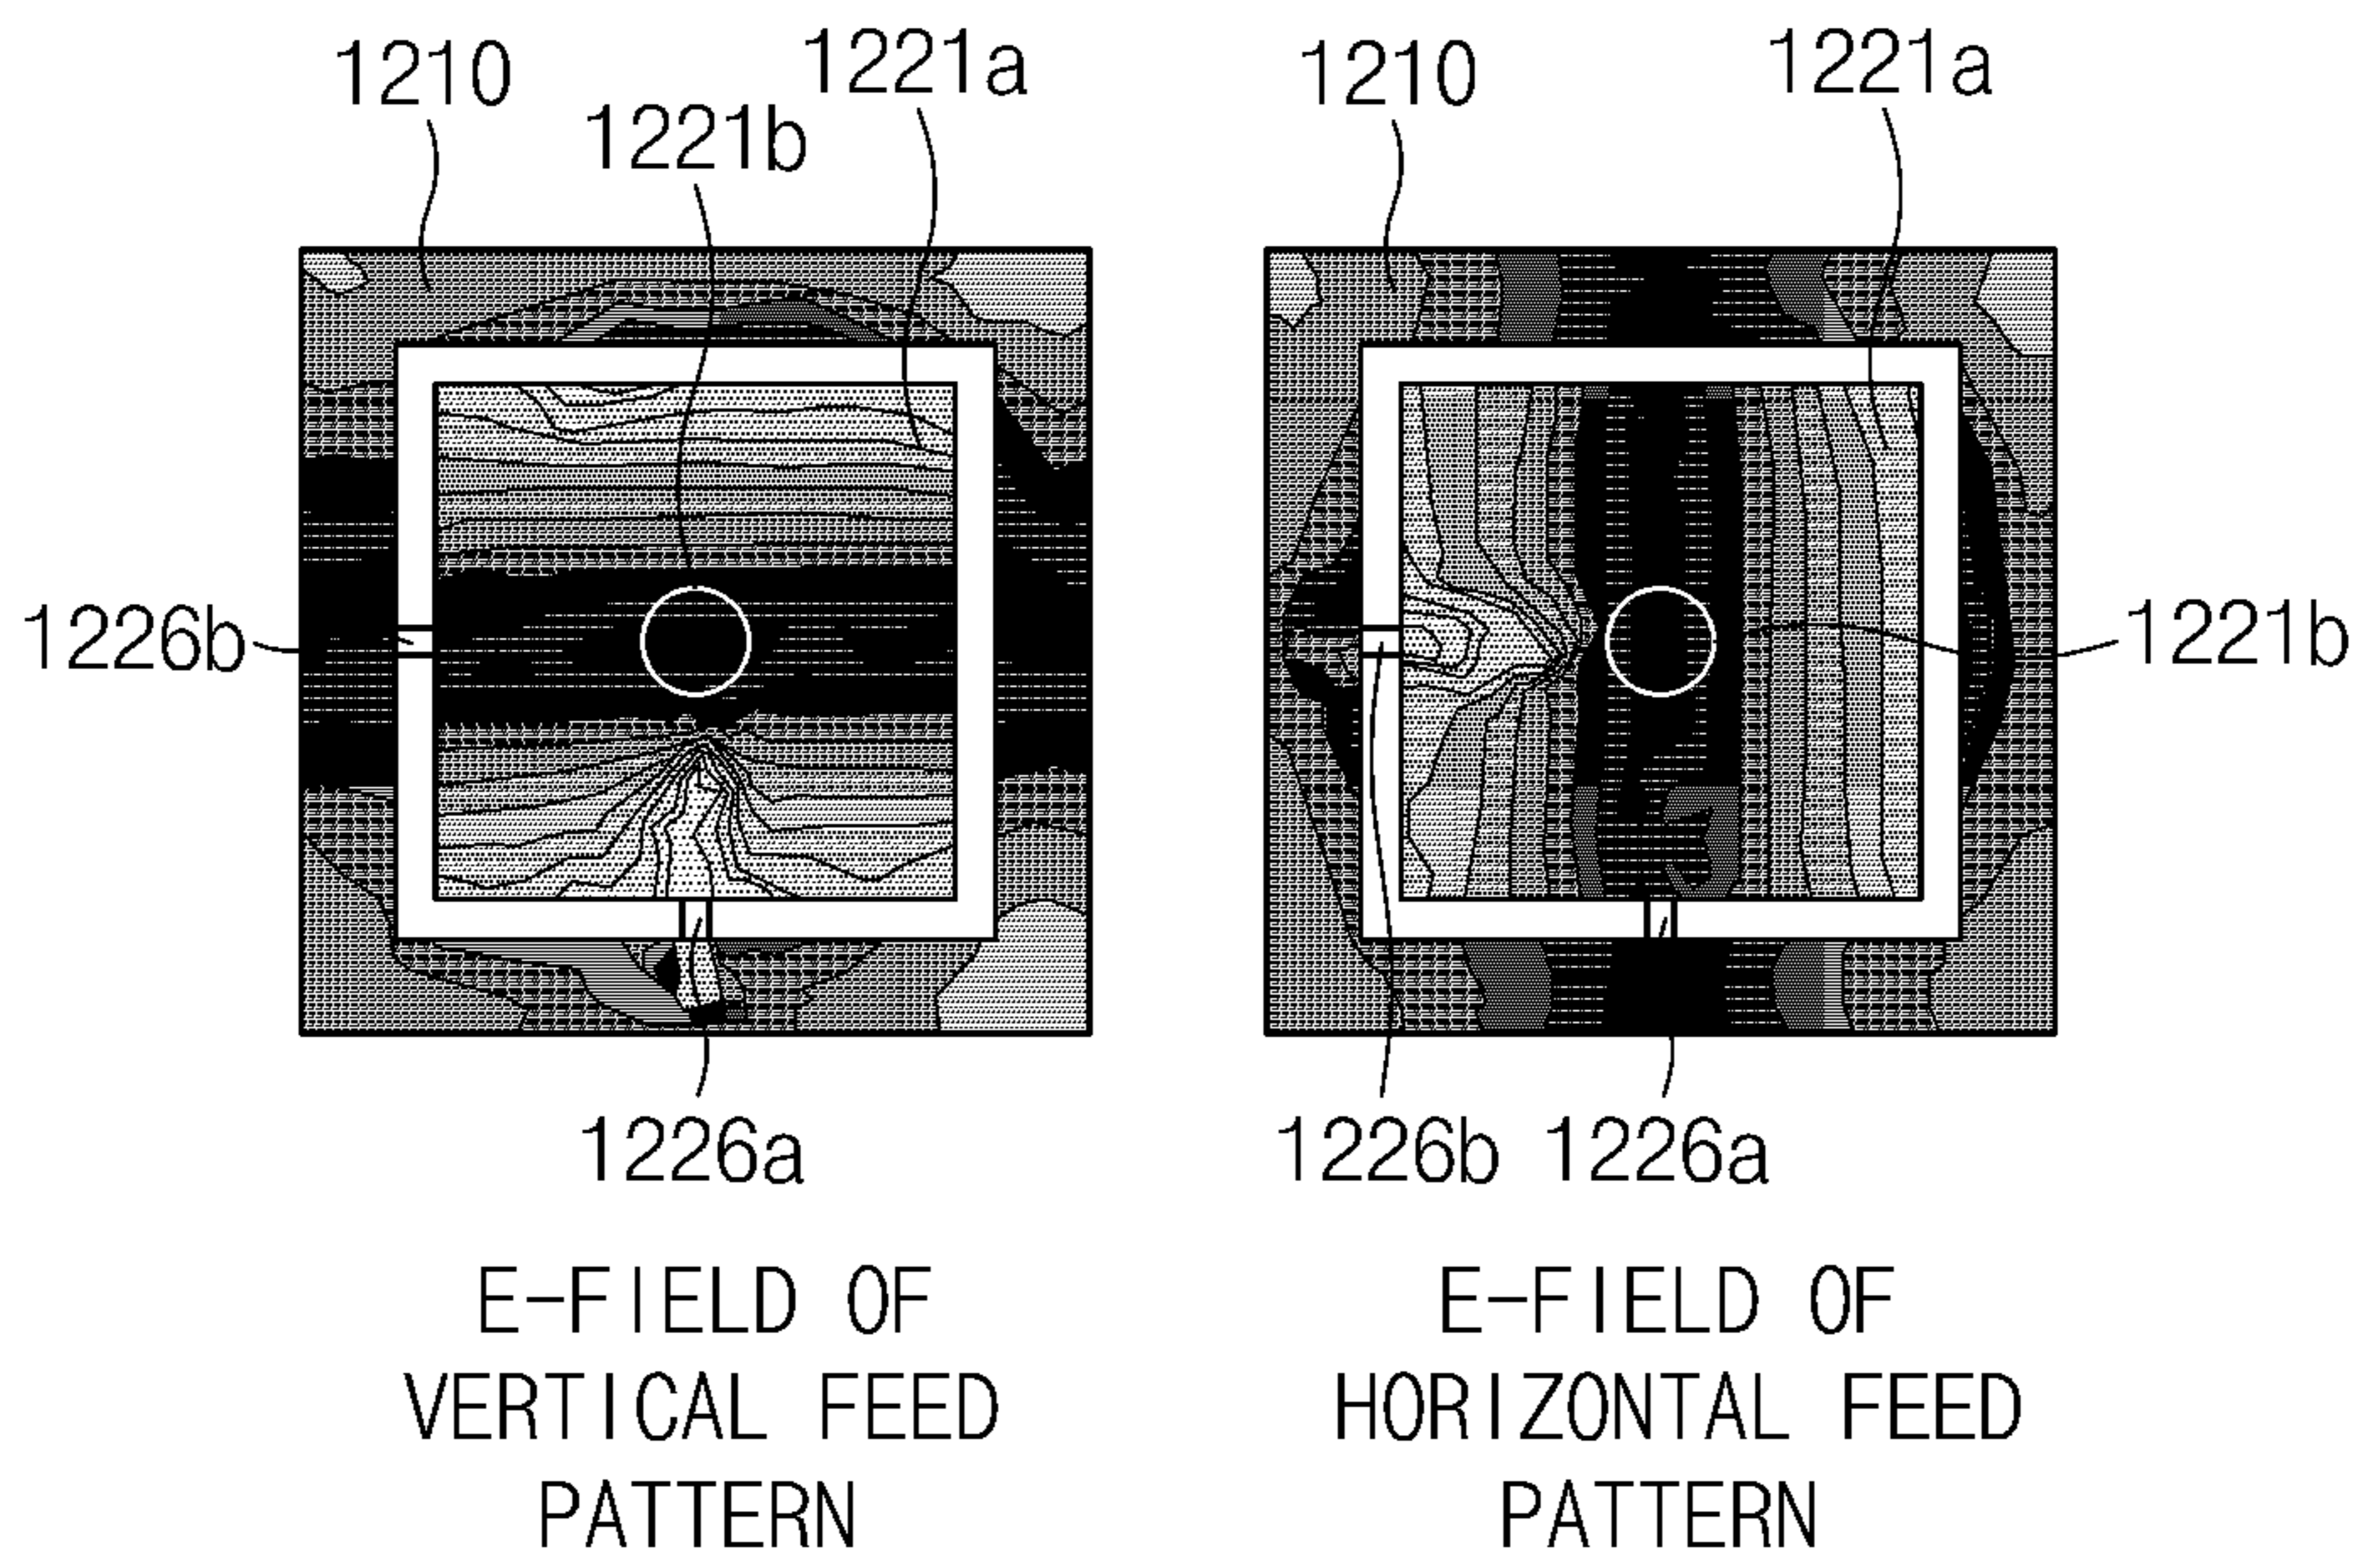 1210
1221a
1221b
1226b
1226a
E-FIELD OF
VERTICAL FEED
PATTERN
1210
1221a
1221b
1226b
1226a
E-FIELD OF
HORIZONTAL FEED
PATTERN